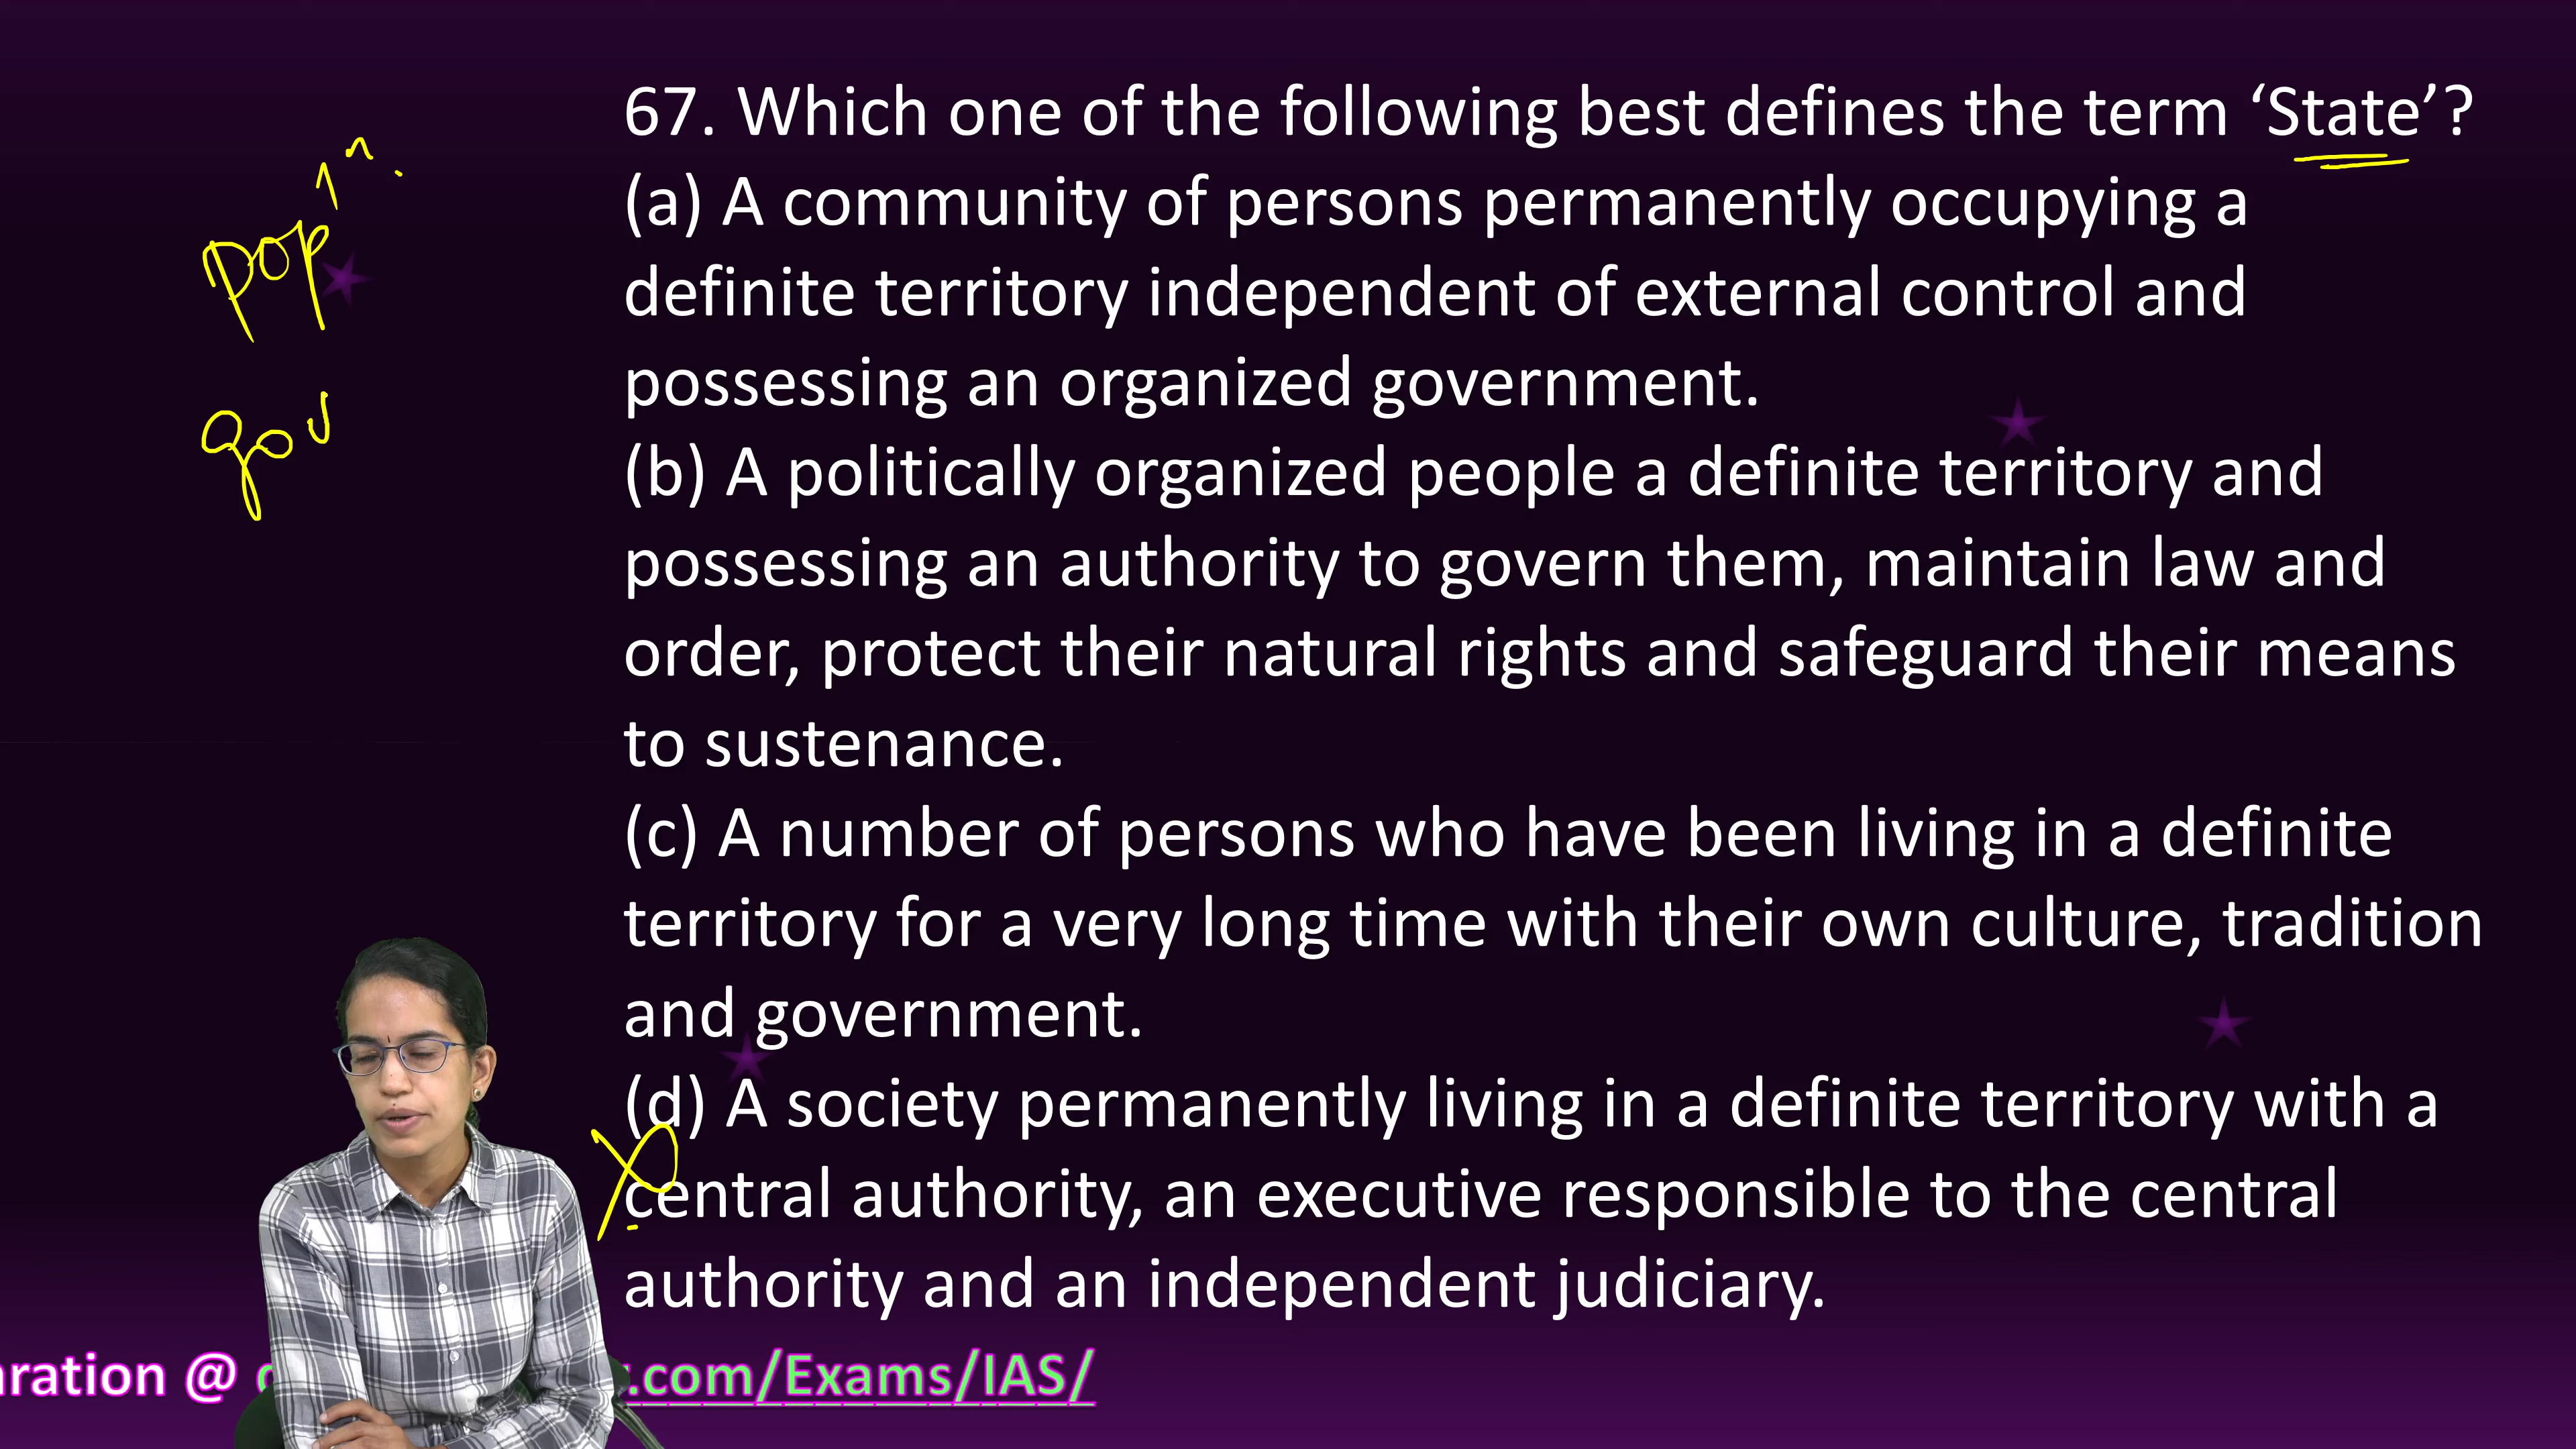 67. Which one of the following best defines the term ‘State’?
(a) A community of persons permanently occupying a
definite territory independent of external control and
possessing an organized government.
(b) A politically organized people a definite territory and
possessing an authority to govern them, maintain law and
order, protect their natural rights and safeguard their means
to sustenance.
(c) A number of persons who have been living in a definite
territory for a very long time with their own culture, tradition
and government.
(d) A society permanently living in a definite territory with a
central authority, an executive responsible to the central
authority and an independent judiciary.
popln.
gov
@ .com/Exams/IAS/